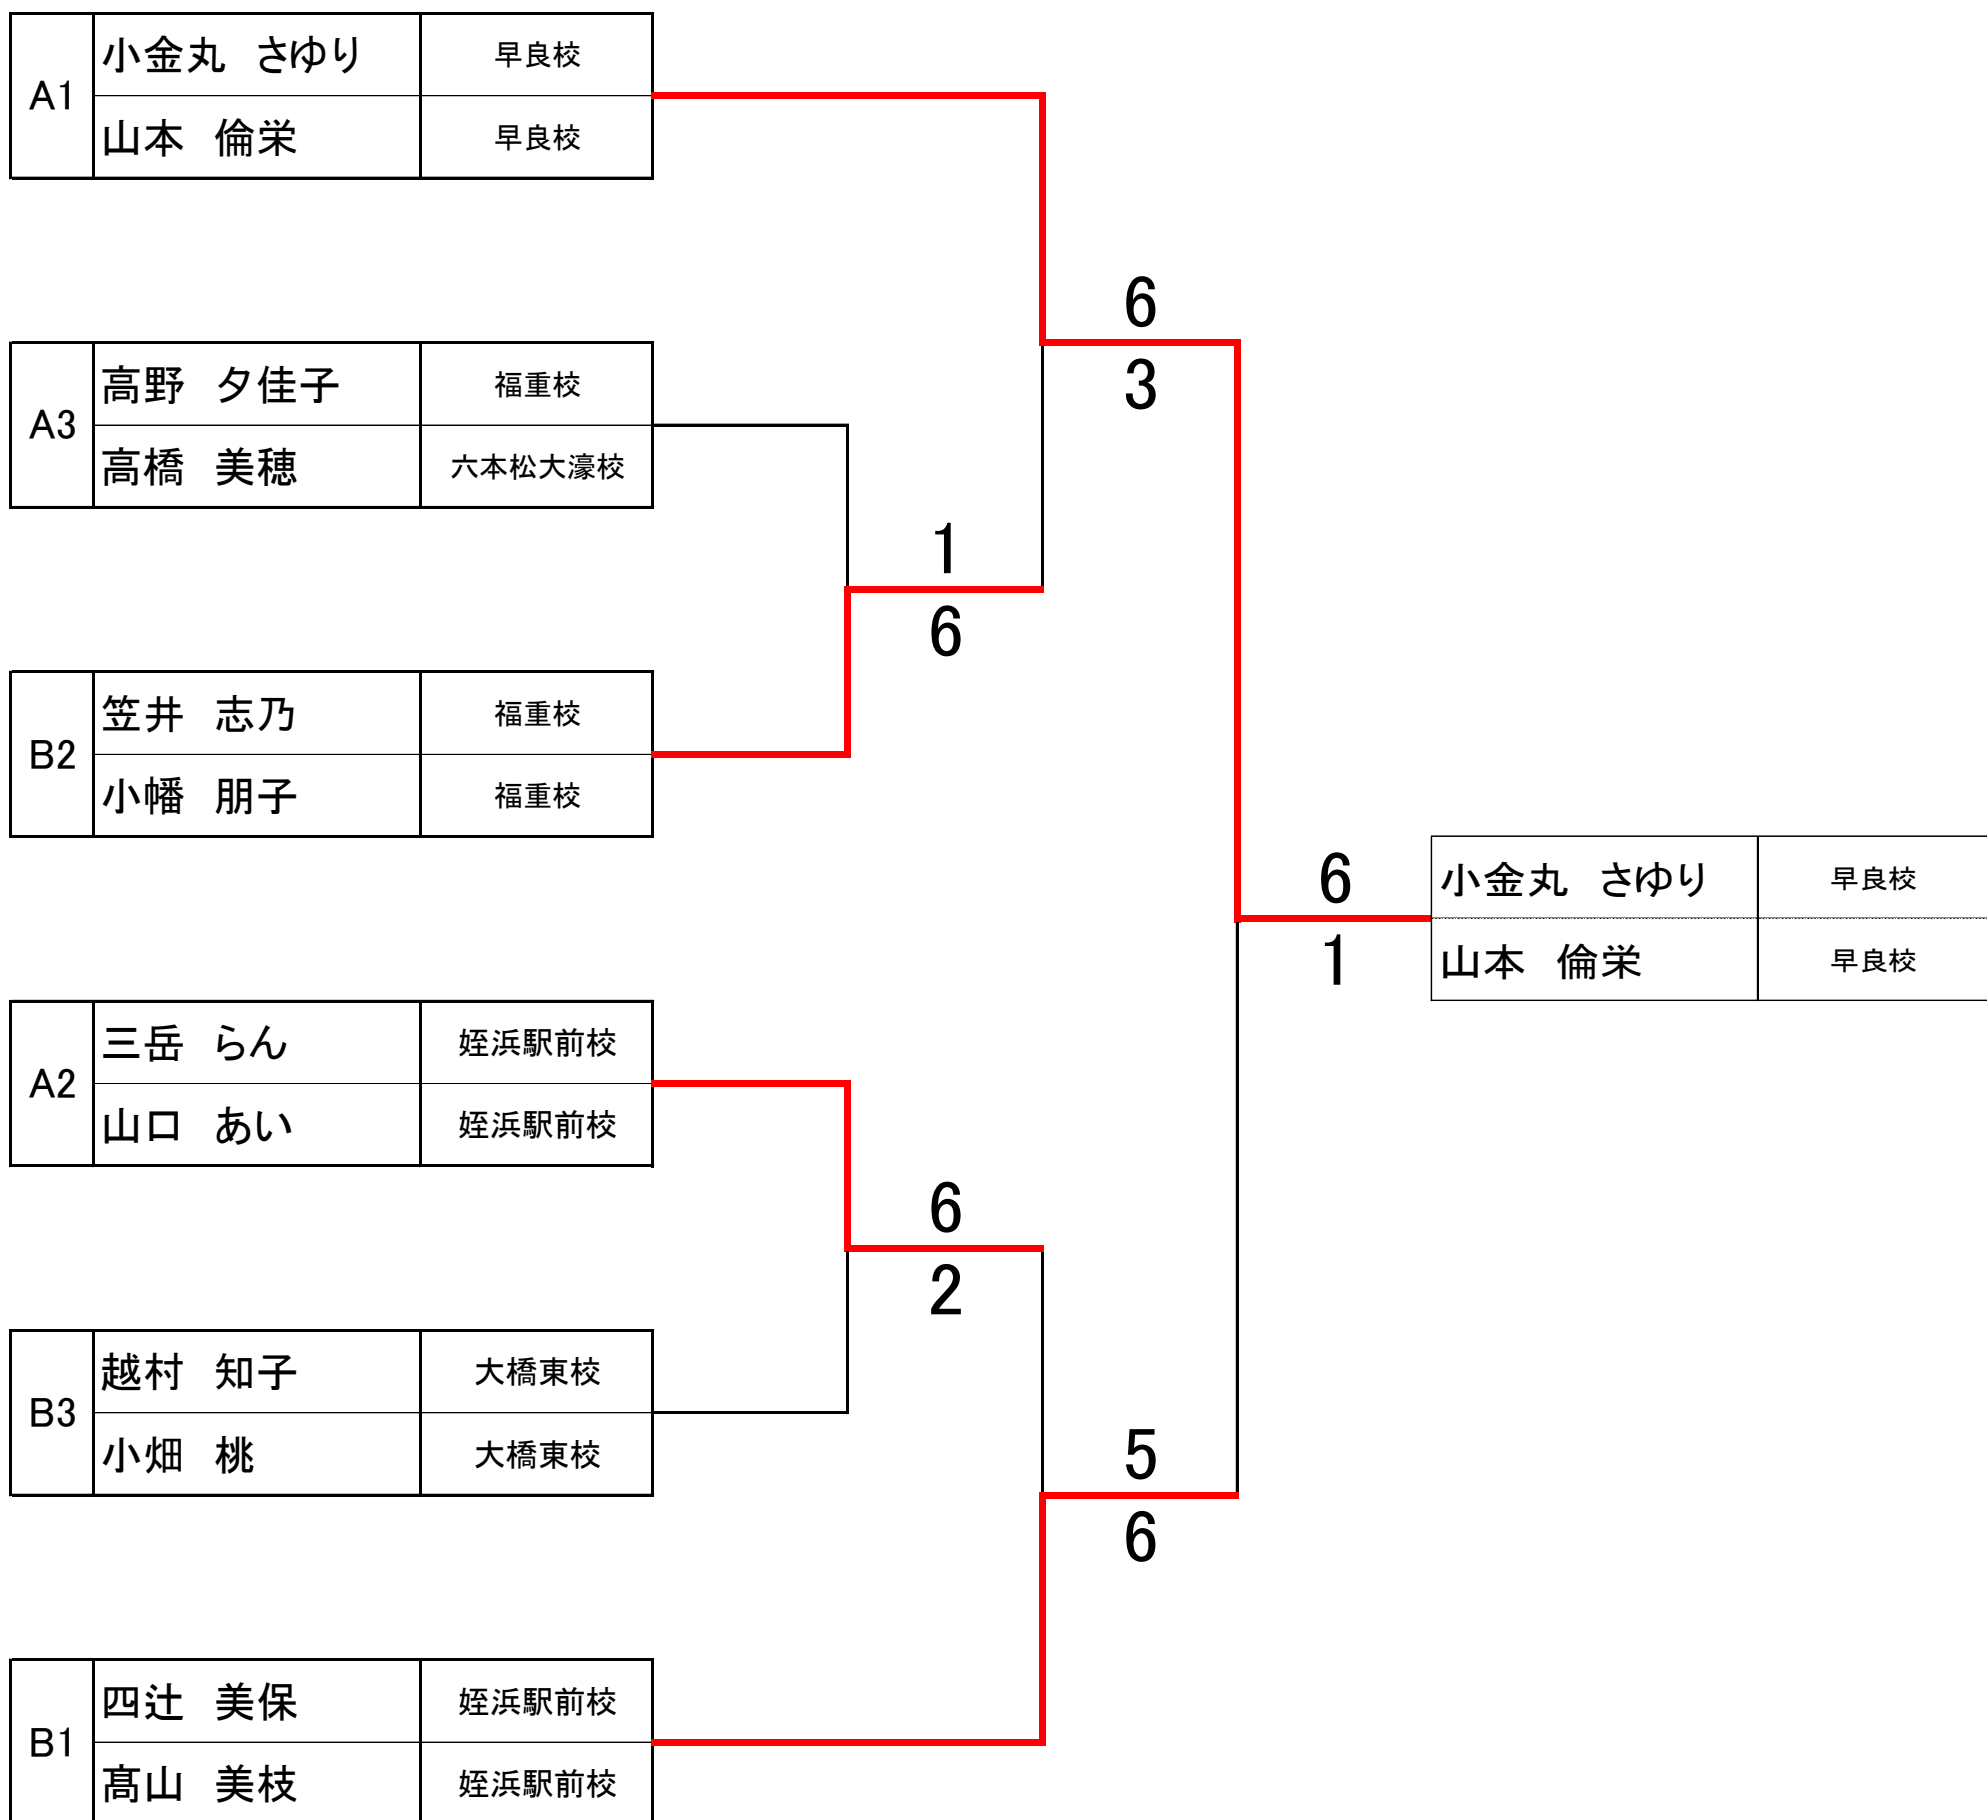 A1
小金丸 さゆり 早良校
山本 倫栄 早良校
6
3
A3
高野 夕佳子 福重校
高橋 美穂 六本松大濠校
1
6
B2
笠井 志乃 福重校
小幡 朋子 福重校
6
1
小金丸 さゆり 早良校
山本 倫栄 早良校
A2
三岳 らん 姪浜駅前校
山口 あい 姪浜駅前校
6
2
B3
越村 知子 大橋東校
小畑 桃 大橋東校
5
6
B1
四辻 美保 姪浜駅前校
髙山 美枝 姪浜駅前校